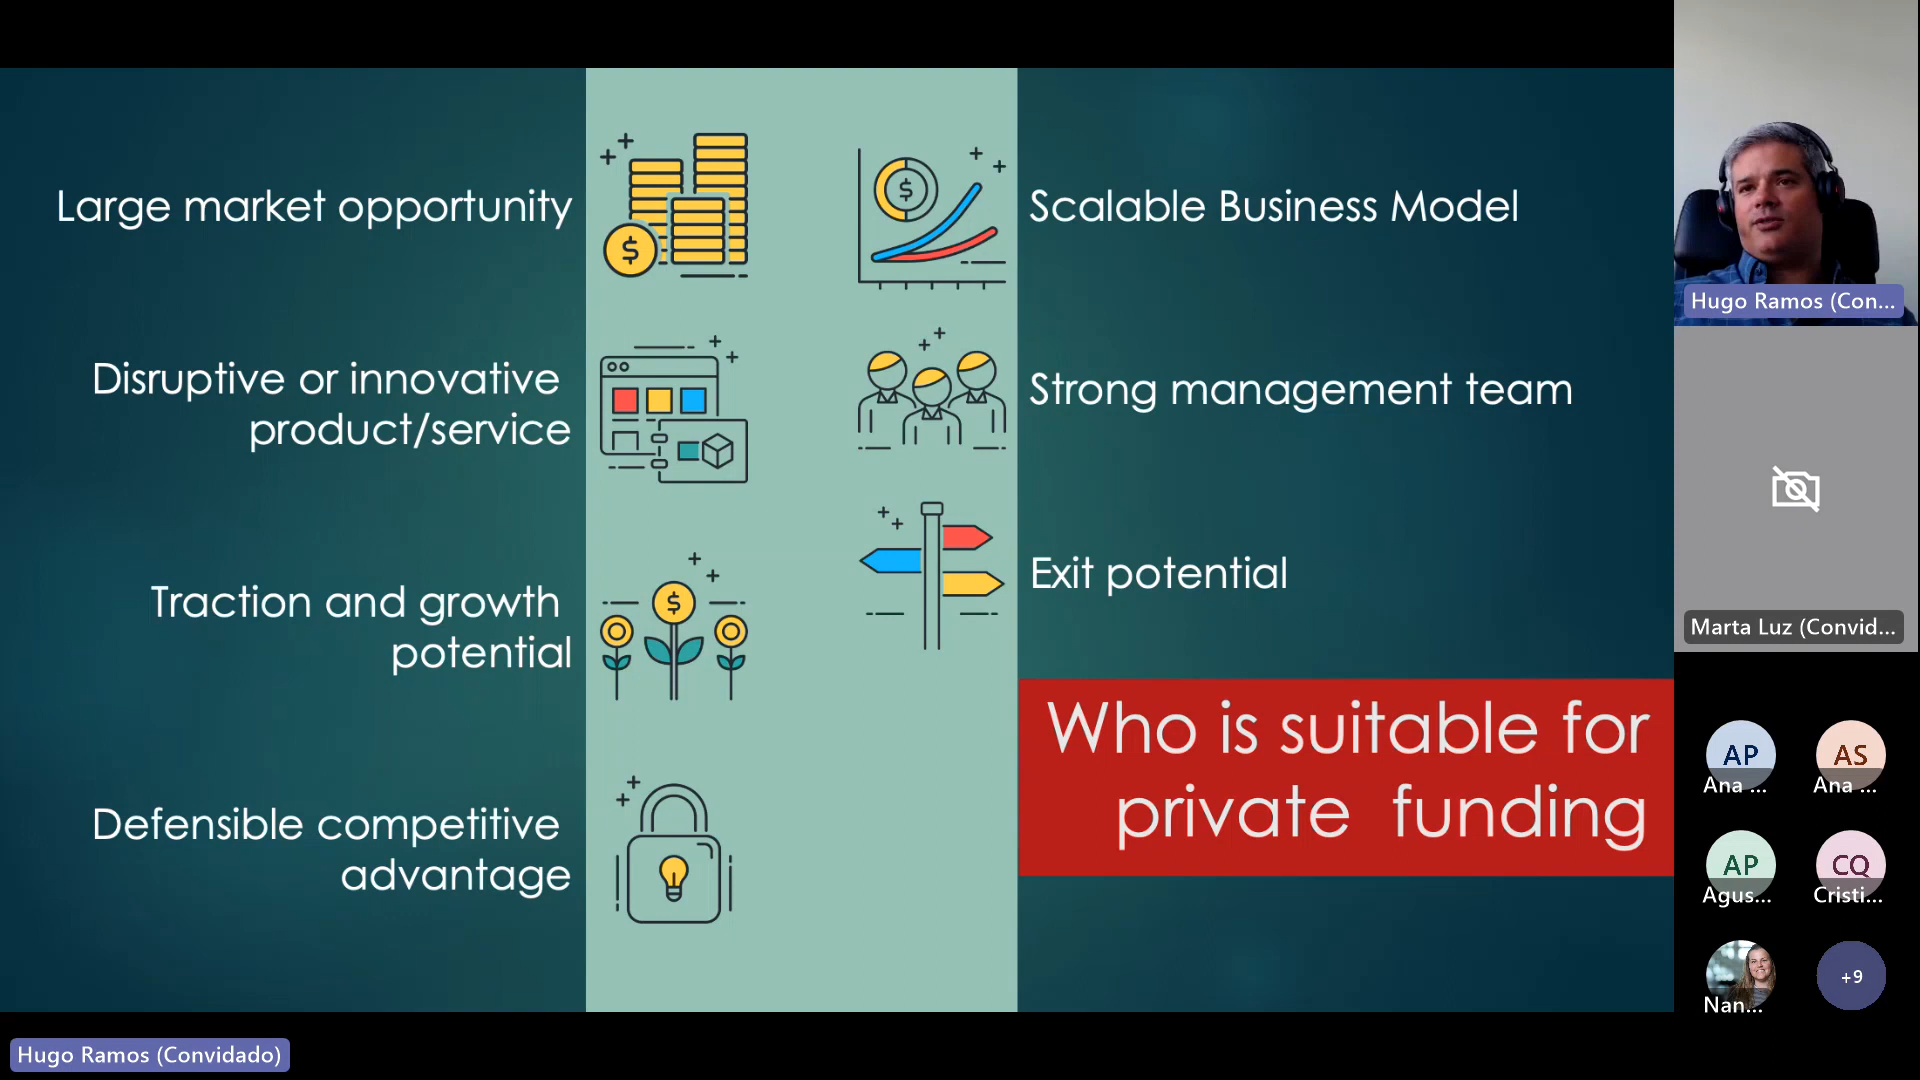 Large market opportunity
Disruptive or innovative
product/service
Traction and growth
potential
Defensible competitive
advantage
$
$
$
Scalable Business Model
Strong management team
Exit potential
Who is suitable for
private funding
Hugo Ramos (Con...
Marta Luz (Convid...
AP
Ana ...
AS
Ana ...
AP
Agus...
CQ
Cristi...
Nan...
+9
Hugo Ramos (Convidado)